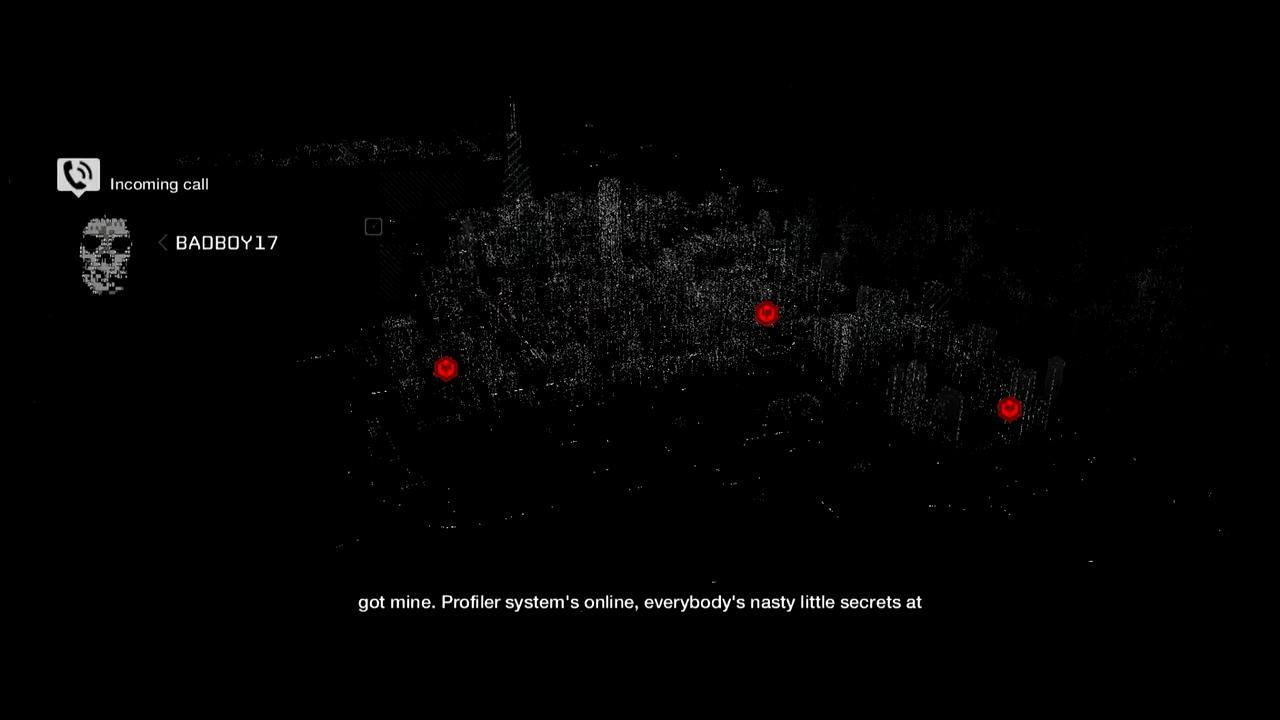 Incoming call
BADBOY17
got mine. Profiler system's online, everybody's nasty little secrets at